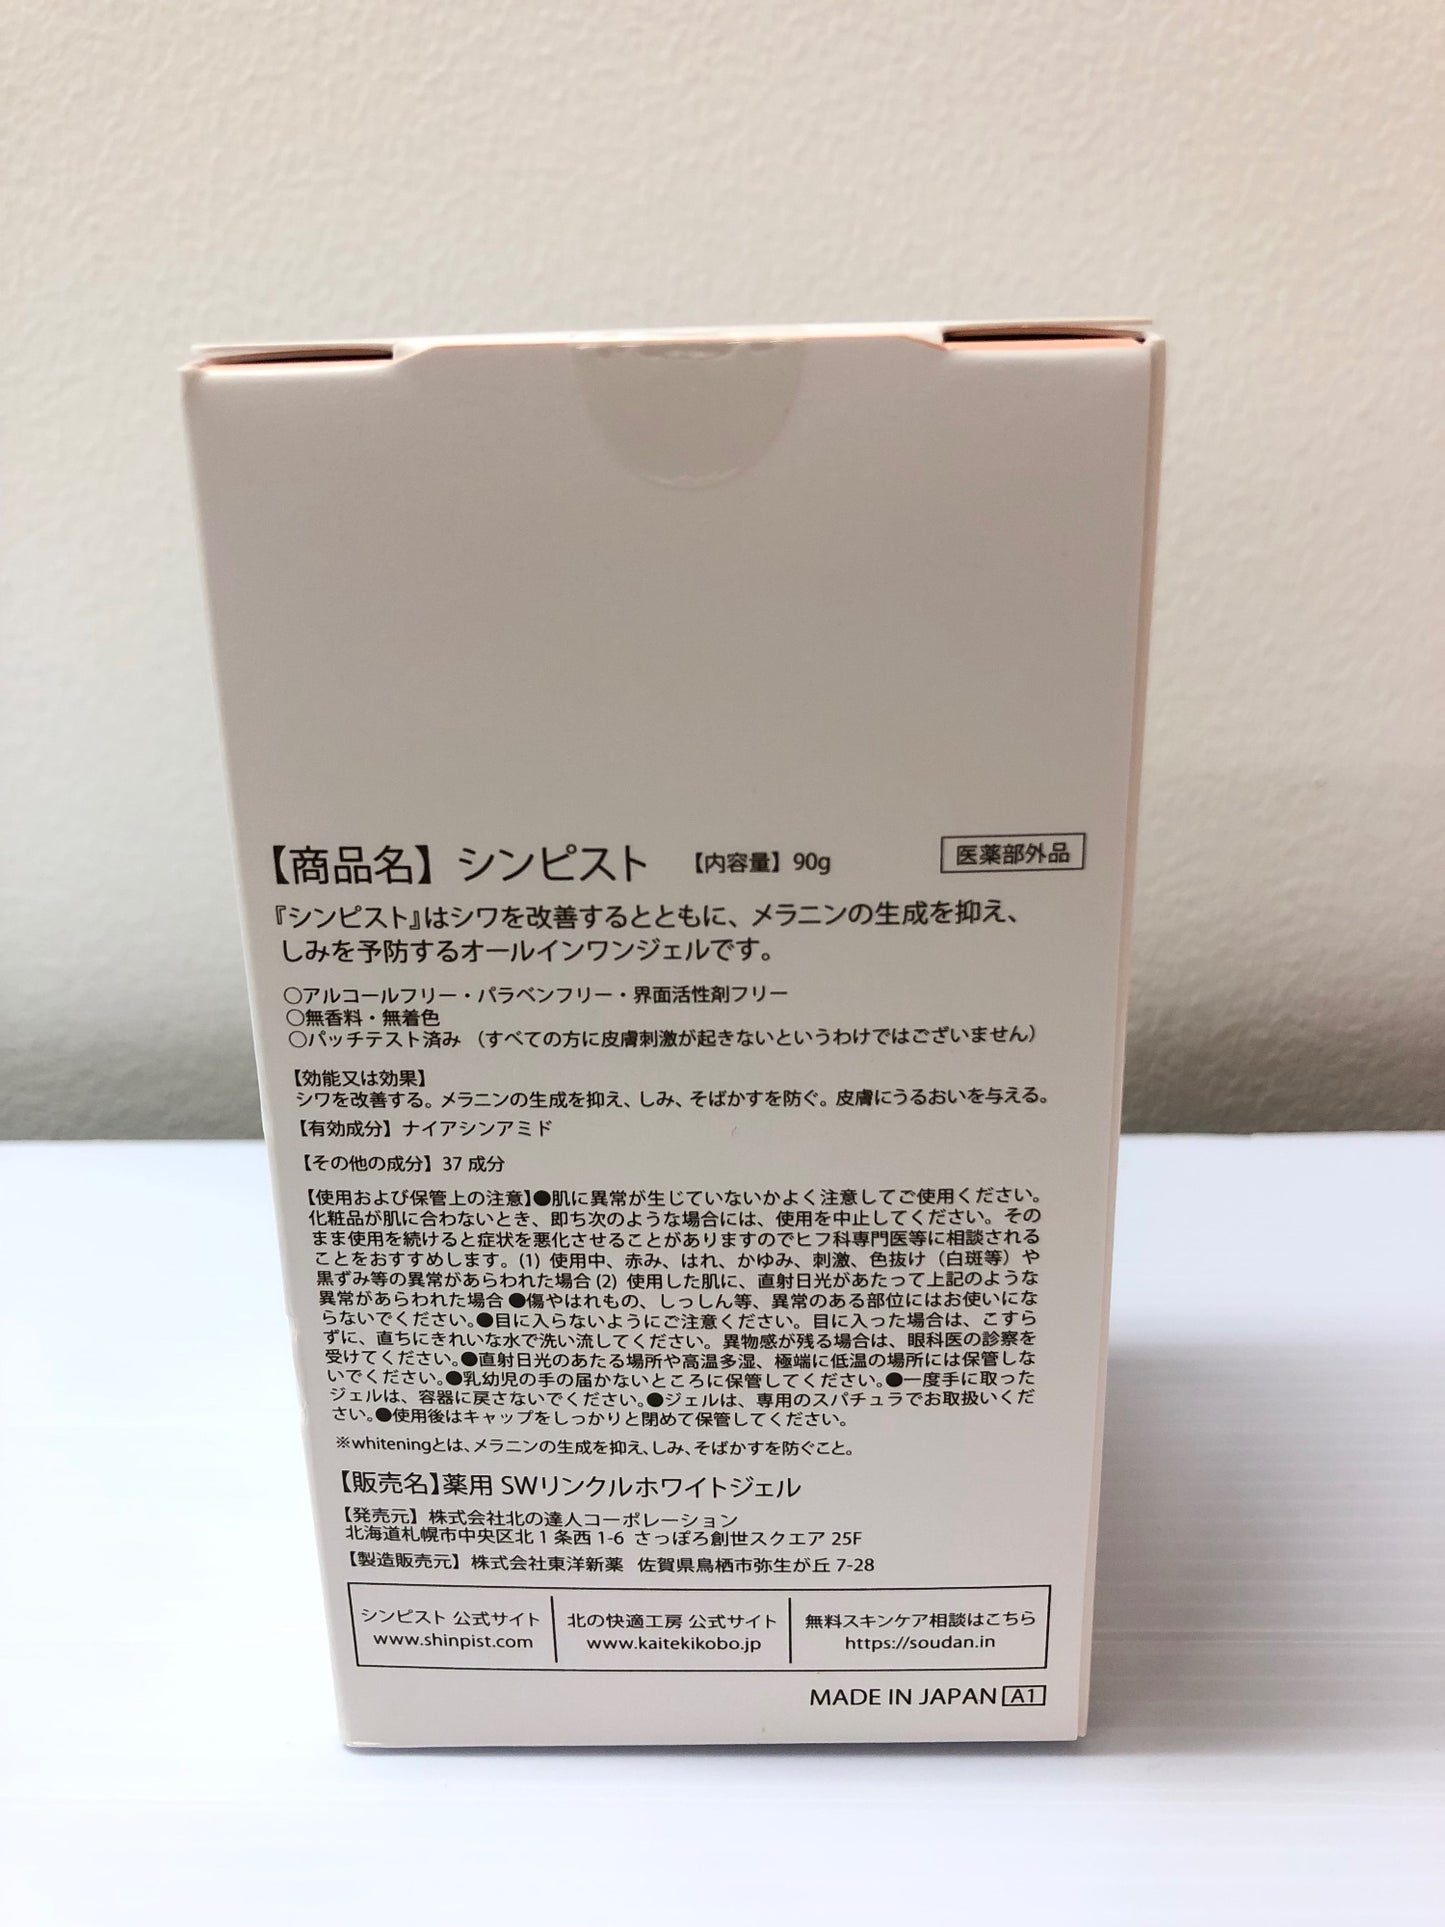 【商品名】 シンピスト 【内容量】90g 医薬部外品
『シンピスト』はシワを改善するとともに、メラニンの生成を抑え、
しみを予防するオールインワンジェルです。
○アルコールフリー・パラベンフリー・界面活性剤フリー
○無香料・無着色
○パッチテスト済み （すべての方に皮膚刺激が起きないというわけではございません）
【効能又は効果】
シワを改善する。メラニンの生成を抑え、しみ、そばかすを防ぐ。皮膚にうるおいを与える。
【有効成分】ナイアシンアミド
【その他の成分】37 成分
【使用および保管上の注意】●肌に異常が生じていないかよく注意してご使用ください。
化粧品が肌に合わないとき、即ち次のような場合には、使用を中止してください。その
まま使用を続けると症状を悪化させることがありますのでヒフ科専門医等に相談される
ことをおすすめします。(1) 使用中、赤み、はれ、かゆみ、刺激、色抜け（白斑等）や
黒ずみ等の異常があらわれた場合 (2) 使用した肌に、直射日光があたって上記のような
異常があらわれた場合 ●傷やはれもの、しっしん等、異常のある部位にはお使いにな
らないでください。●目に入らないようにご注意ください。目に入った場合は、こすら
ずに、直ちにきれいな水で洗い流してください。異物感が残る場合は、眼科医の診察を
受けてください。●直射日光のあたる場所や高温多湿、極端に低温の場所には保管しな
いでください。●乳幼児の手の届かないところに保管してください。●一度手に取った
ジェルは、容器に戻さないでください。●ジェルは、専用のスパチュラでお取扱いくだ
さい。●使用後はキャップをしっかりと閉めて保管してください。
※whiteningとは、メラニンの生成を抑え、しみ、そばかすを防ぐこと。
【販売名】薬用 SWリンクルホワイトジェル
【発売元】株式会社北の達人コーポレーション
北海道札幌市中央区北 1 条西 1-6 さっぽろ創世スクエア 25F
【製造販売元】株式会社東洋新薬 佐賀県鳥栖市弥生が丘 7-28
シンピスト 公式サイト 北の快適工房 公式サイト 無料スキンケア相談はこちら
www.shinpist.com www.kaitekikobo.jp https://soudan.in
MADE IN JAPAN A1